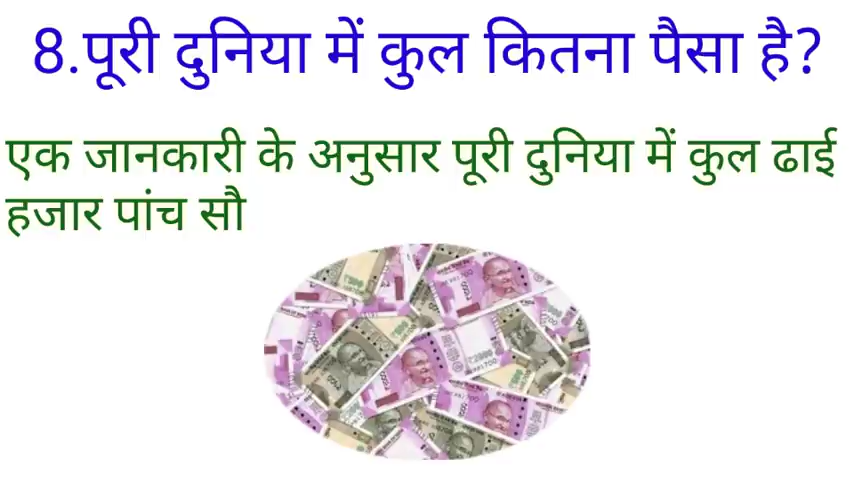 8.पूरी दुनिया में कुल कितना पैसा है?
एक जानकारी के अनुसार पूरी दुनिया में कुल ढाई
हजार पांच सौ